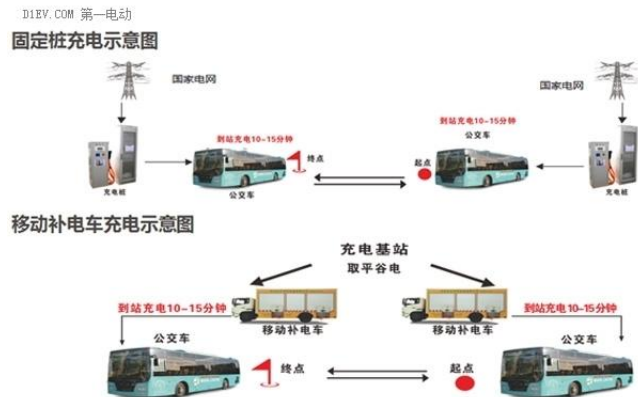 D1EV.COM 第一电动
固定桩充电示意图
国家电网
国家电网
到站充电10-15分钟
到站充电10-15分钟
公交车
终点
起点
充电桩
公交车
充电桩
移动补电车充电示意图
充电基站
取平谷电
到站充电10-15分钟
到站充电10-15分钟
移动补电车
移动补电车
公交车
公交车
终点
起点